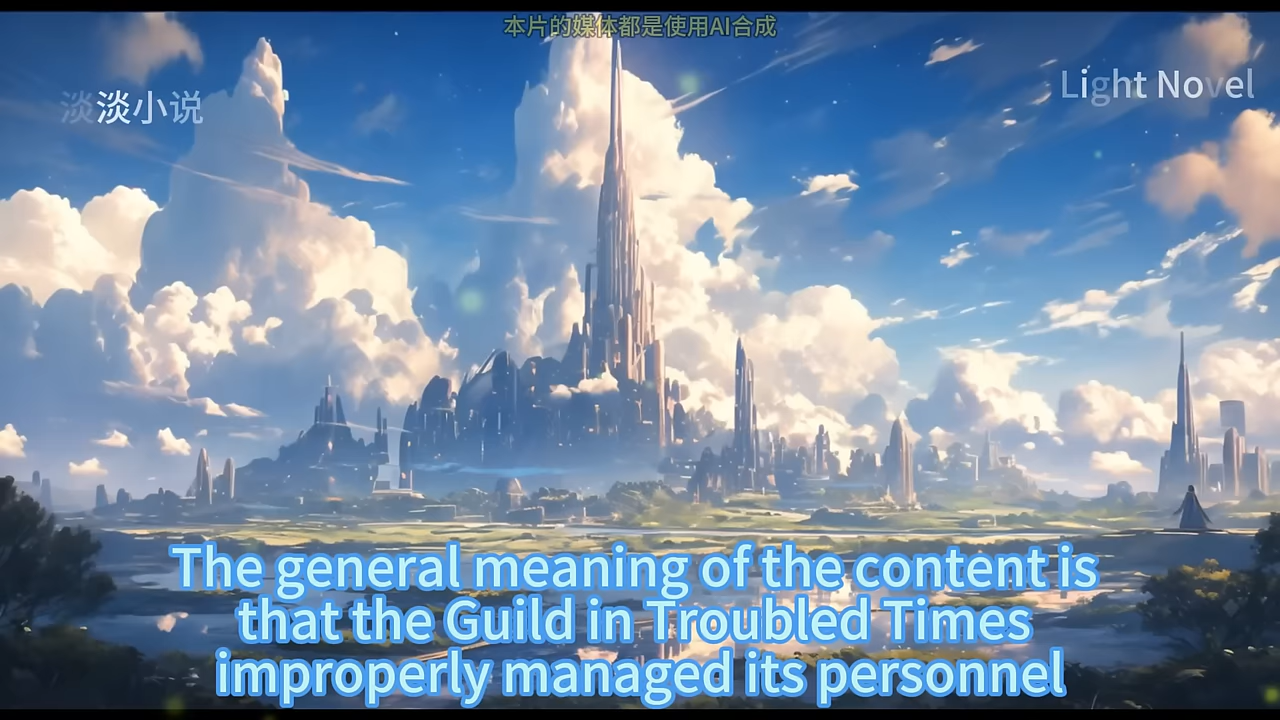 本片的媒体都是使用AI合成
淡淡小说
Light Novel
The general meaning of the content is
that the Guild in Troubled Times
improperly managed its personnel